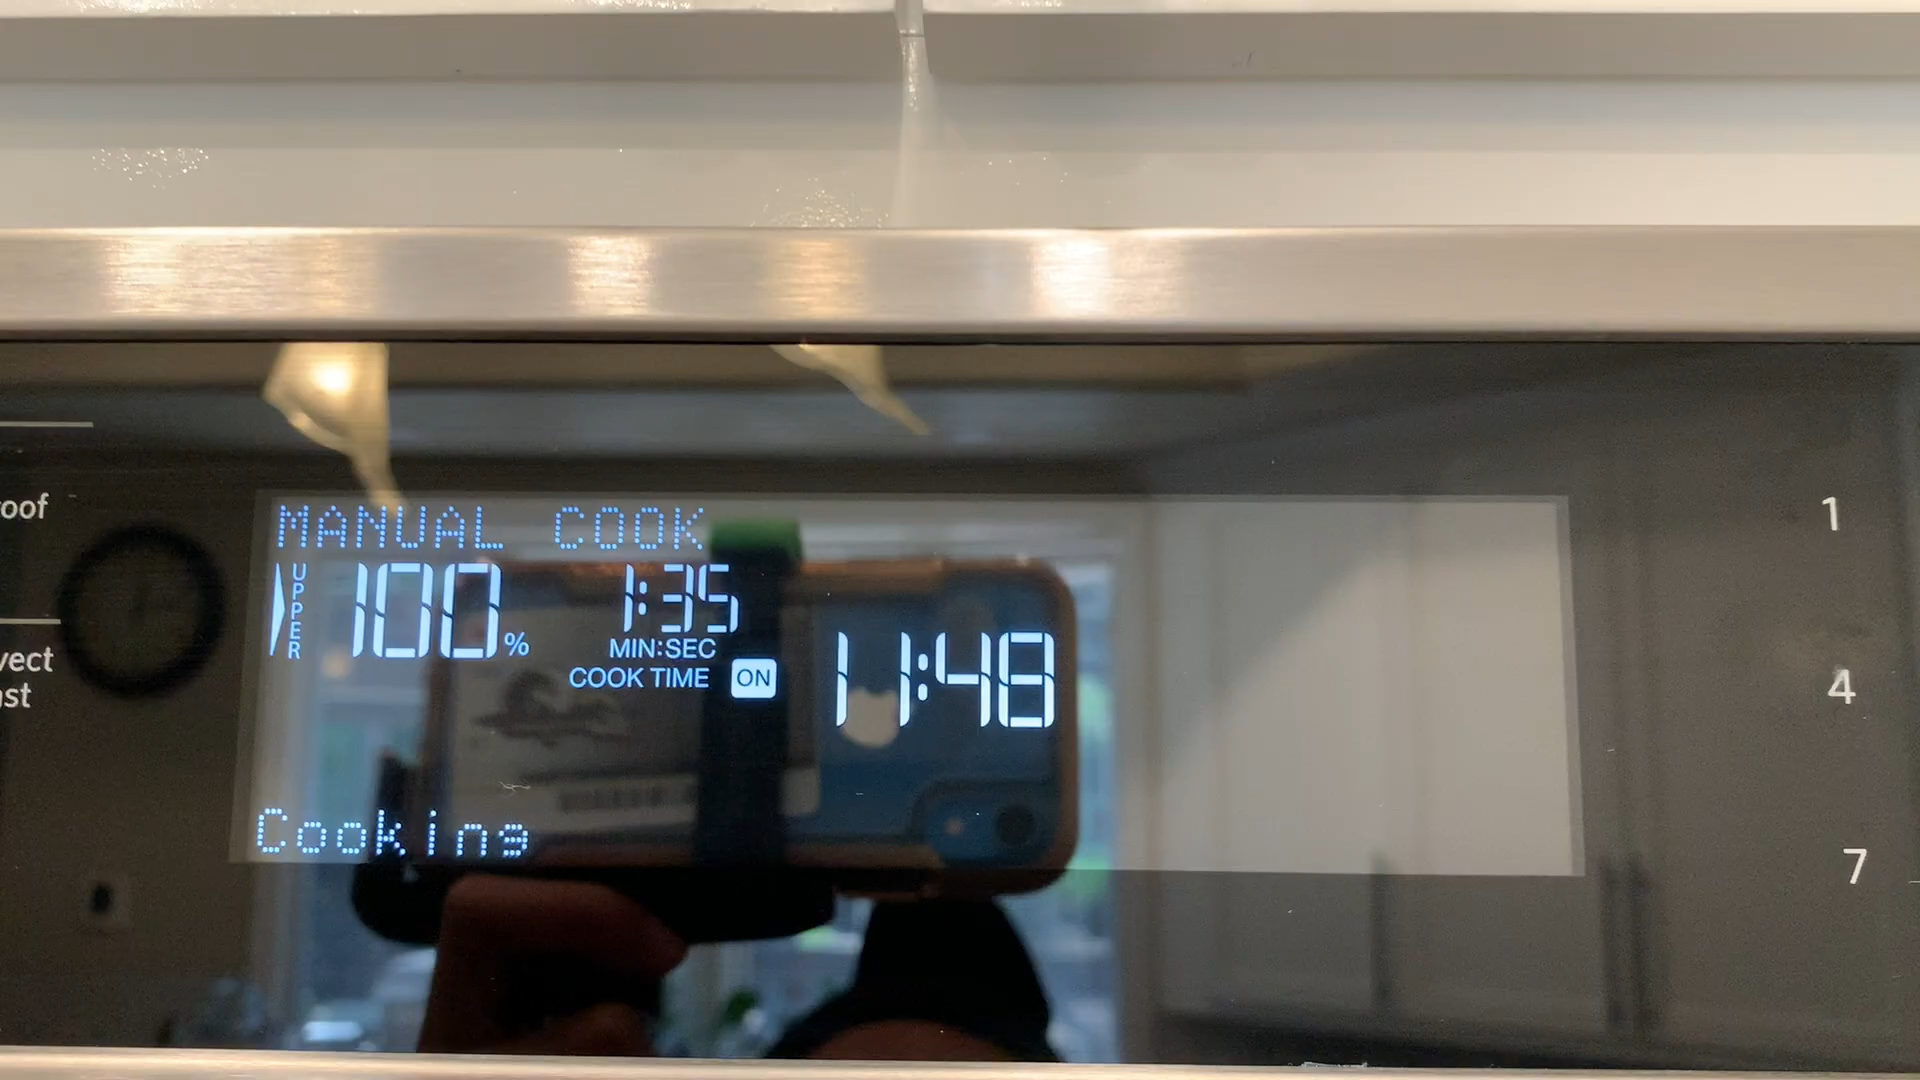 MANUAL COOK
UPPER
100%
1:35
MIN:SEC
COOK TIME ON
11:48
Cooking
oof
vect
ast
1
4
7